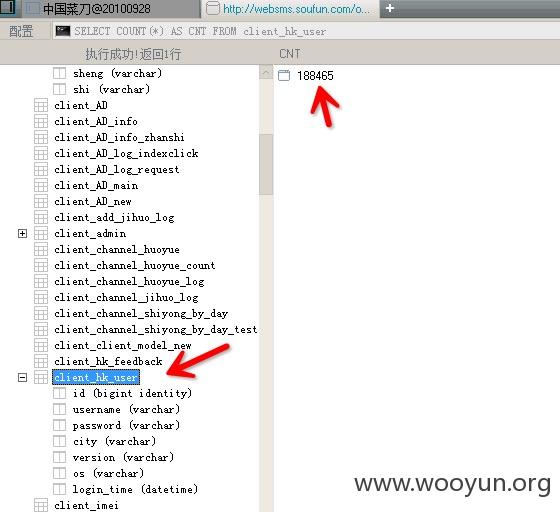 中国菜刀@20100928
http://websms.soufun.com/o...
配置
SELECT COUNT(*) AS CNT FROM client_hk_user
执行成功!返回1行
CNT
188465
sheng (varchar)
shi (varchar)
client_AD
client_AD_info
client_AD_info_zhanshi
client_AD_log_indexclick
client_AD_log_request
client_AD_main
client_AD_new
client_add_jihuo_log
client_admin
client_channel_huoyue
client_channel_huoyue_count
client_channel_huoyue_log
client_channel_jihuo_log
client_channel_shiyong_by_day
client_channel_shiyong_by_day_test
client_client_model_new
client_hk_feedback
client_hk_user
id (bigint identity)
username (varchar)
password (varchar)
city (varchar)
version (varchar)
os (varchar)
login_time (datetime)
client_imei
www.wooyun.org